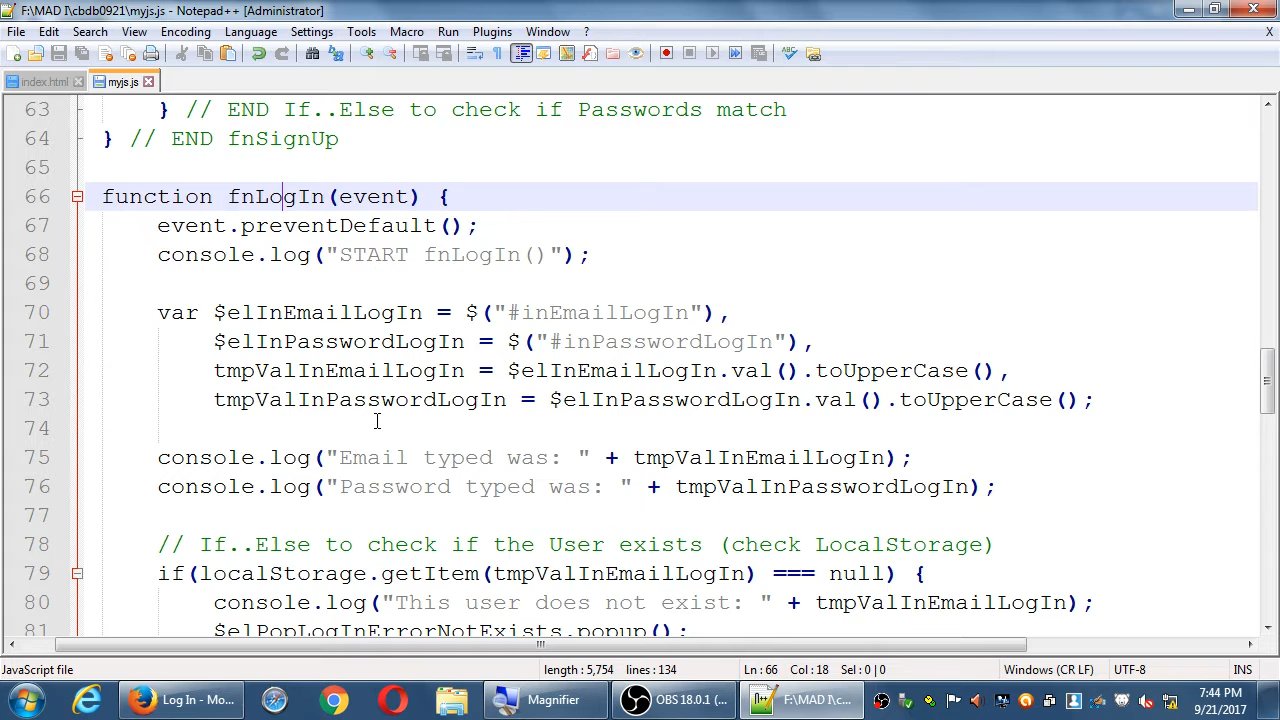 F:\MAD I\cbdb0921\myjs.js - Notepad++ [Administrator]
File Edit Search View Encoding Language Settings Tools Macro Run Plugins Window ? X
index.html myjs.js
63 } // END If..Else to check if Passwords match
64 } // END fnSignUp
65
66 function fnLogIn(event) {
67 event.preventDefault();
68 console.log("START fnLogIn()");
69
70 var $elInEmailLogIn = $("#inEmailLogIn"),
71 $elInPasswordLogIn = $("#inPasswordLogIn"),
72 tmpValInEmailLogIn = $elInEmailLogIn.val().toUpperCase(),
73 tmpValInPasswordLogIn = $elInPasswordLogIn.val().toUpperCase();
74
75 console.log("Email typed was: " + tmpValInEmailLogIn);
76 console.log("Password typed was: " + tmpValInPasswordLogIn);
77
78 // If..Else to check if the User exists (check LocalStorage)
79 if(localStorage.getItem(tmpValInEmailLogIn) === null) {
80 console.log("This user does not exist: " + tmpValInEmailLogIn);
81 $elPopLogInErrorNotExists.popup();
JavaScript file length : 5,754 lines : 134 Ln : 66 Col : 18 Sel : 0 | 0 Windows (CR LF) UTF-8 INS
Log In - Mo... Magnifier OBS 18.0.1 (... F:\MAD I\c... 7:44 PM
9/21/2017